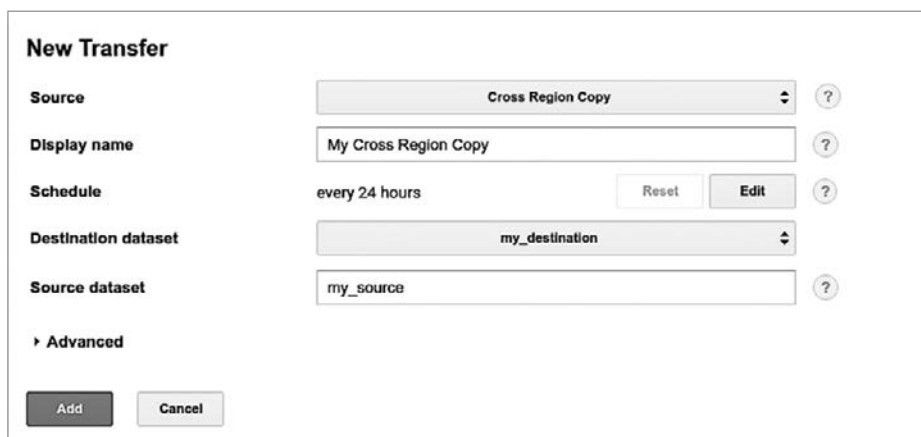 New Transfer
Source Cross Region Copy ?
Display name My Cross Region Copy ?
Schedule every 24 hours Reset Edit ?
Destination dataset my_destination
Source dataset my_source ?
Advanced
Add Cancel